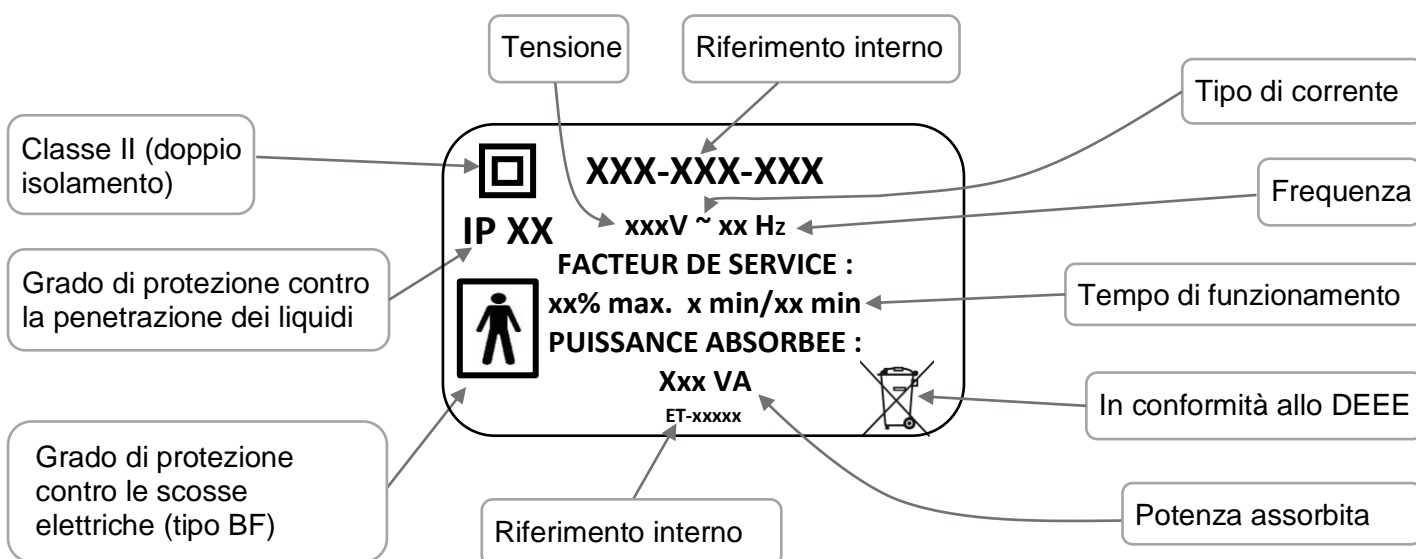 Tensione
Riferimento interno
Tipo di corrente
Classe II (doppio
isolamento)
XXX-XXX-XXX
Frequenza
IP XX
xxxV ~ xx Hz
Grado di protezione contro
la penetrazione dei liquidi
FACTEUR DE SERVICE :
xx% max. x min/xx min
Tempo di funzionamento
PUISSANCE ABSORBEE :
Xxx VA
In conformità allo DEEE
ET-xxxxx
Grado di protezione
contro le scosse
elettriche (tipo BF)
Riferimento interno
Potenza assorbita